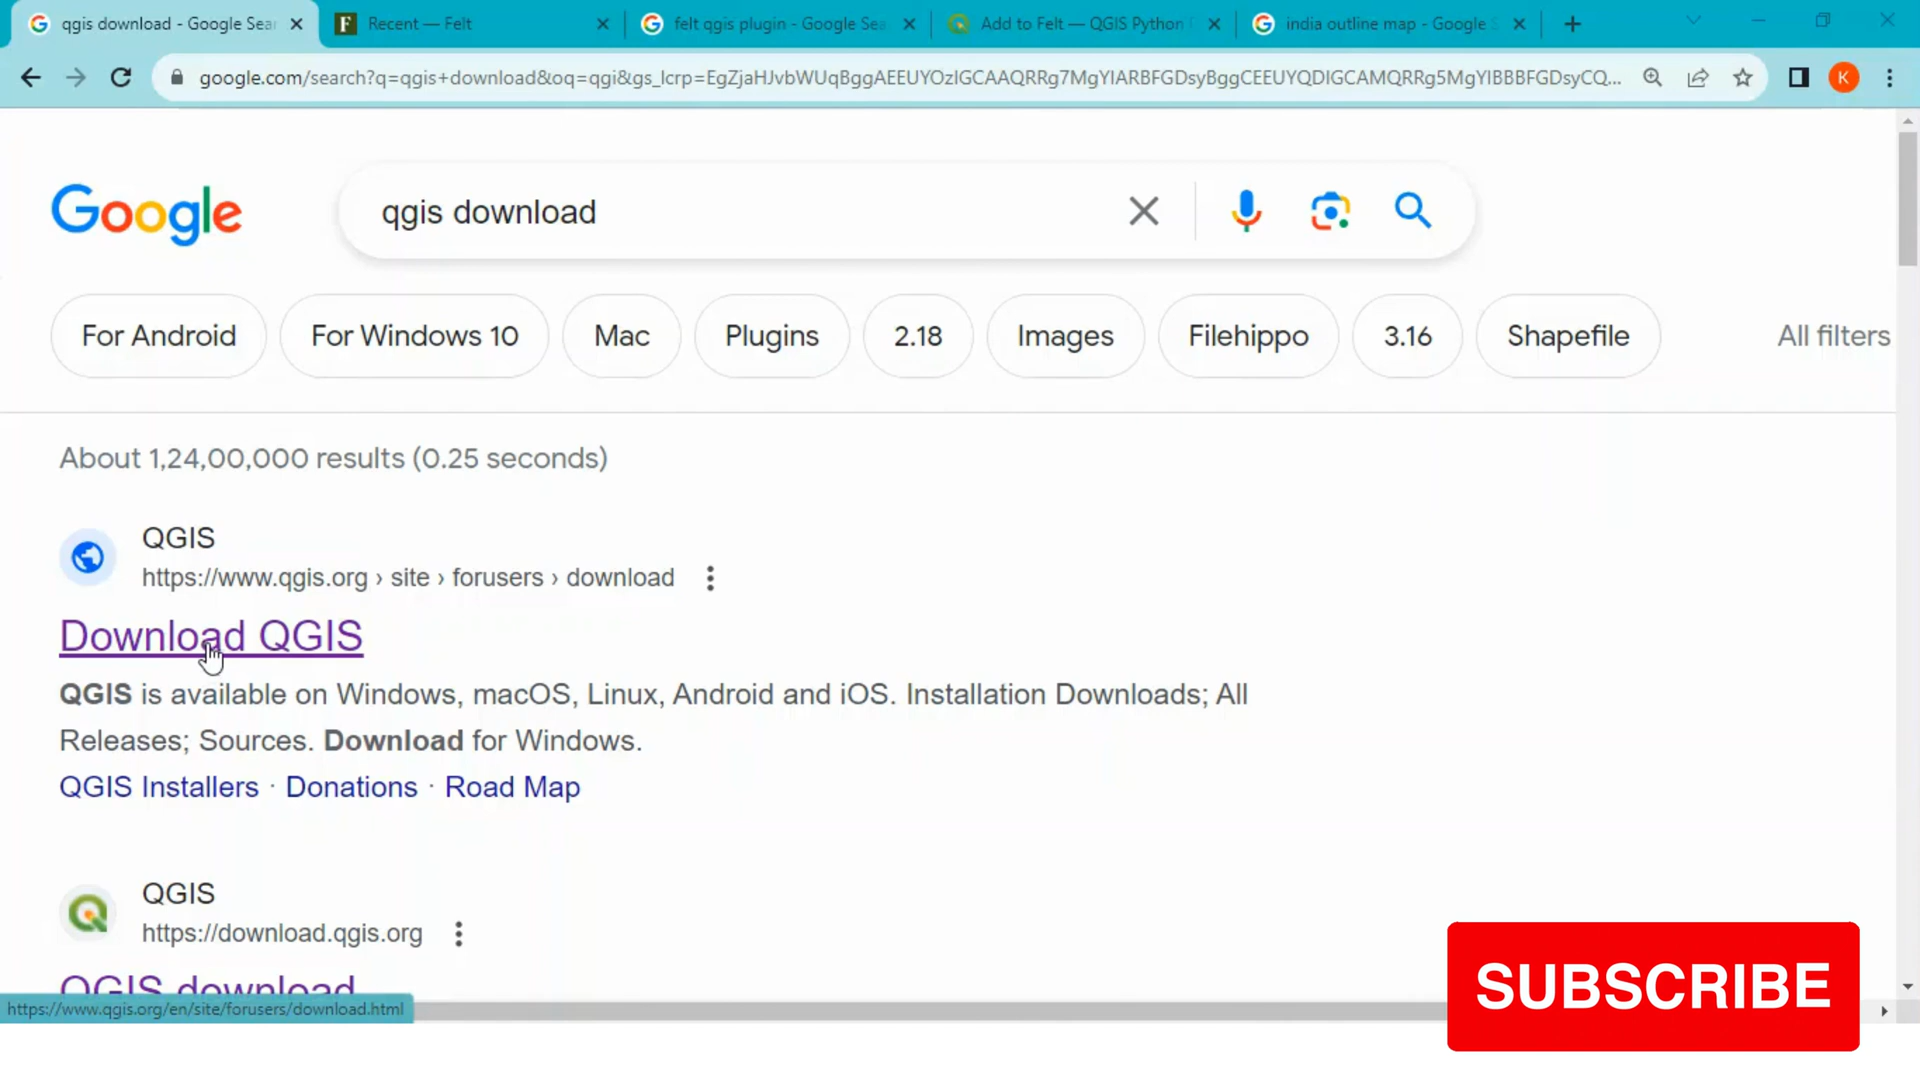 qgis download - Google Sear
Recent — Felt
felt qgis plugin - Google Sea
Add to Felt — QGIS Python P
india outline map - Google S
google.com/search?q=qgis+download&oq=qgi&gs_lcrp=EgZjaHJvbWUqBggAEEUYOzIGCAAQRRg7MgYIARBFGDsyBggCEEUYQDIGCAMQRRg5MgYIBBBFGDsyCQ...
K
Google
qgis download
For Android
For Windows 10
Mac
Plugins
2.18
Images
Filehippo
3.16
Shapefile
All filters
About 1,24,00,000 results (0.25 seconds)
QGIS
https://www.qgis.org › site › forusers › download
Download QGIS
QGIS is available on Windows, macOS, Linux, Android and iOS. Installation Downloads; All
Releases; Sources. Download for Windows.
QGIS Installers · Donations · Road Map
QGIS
https://download.qgis.org
QGIS download
https://www.qgis.org/en/site/forusers/download.html
SUBSCRIBE